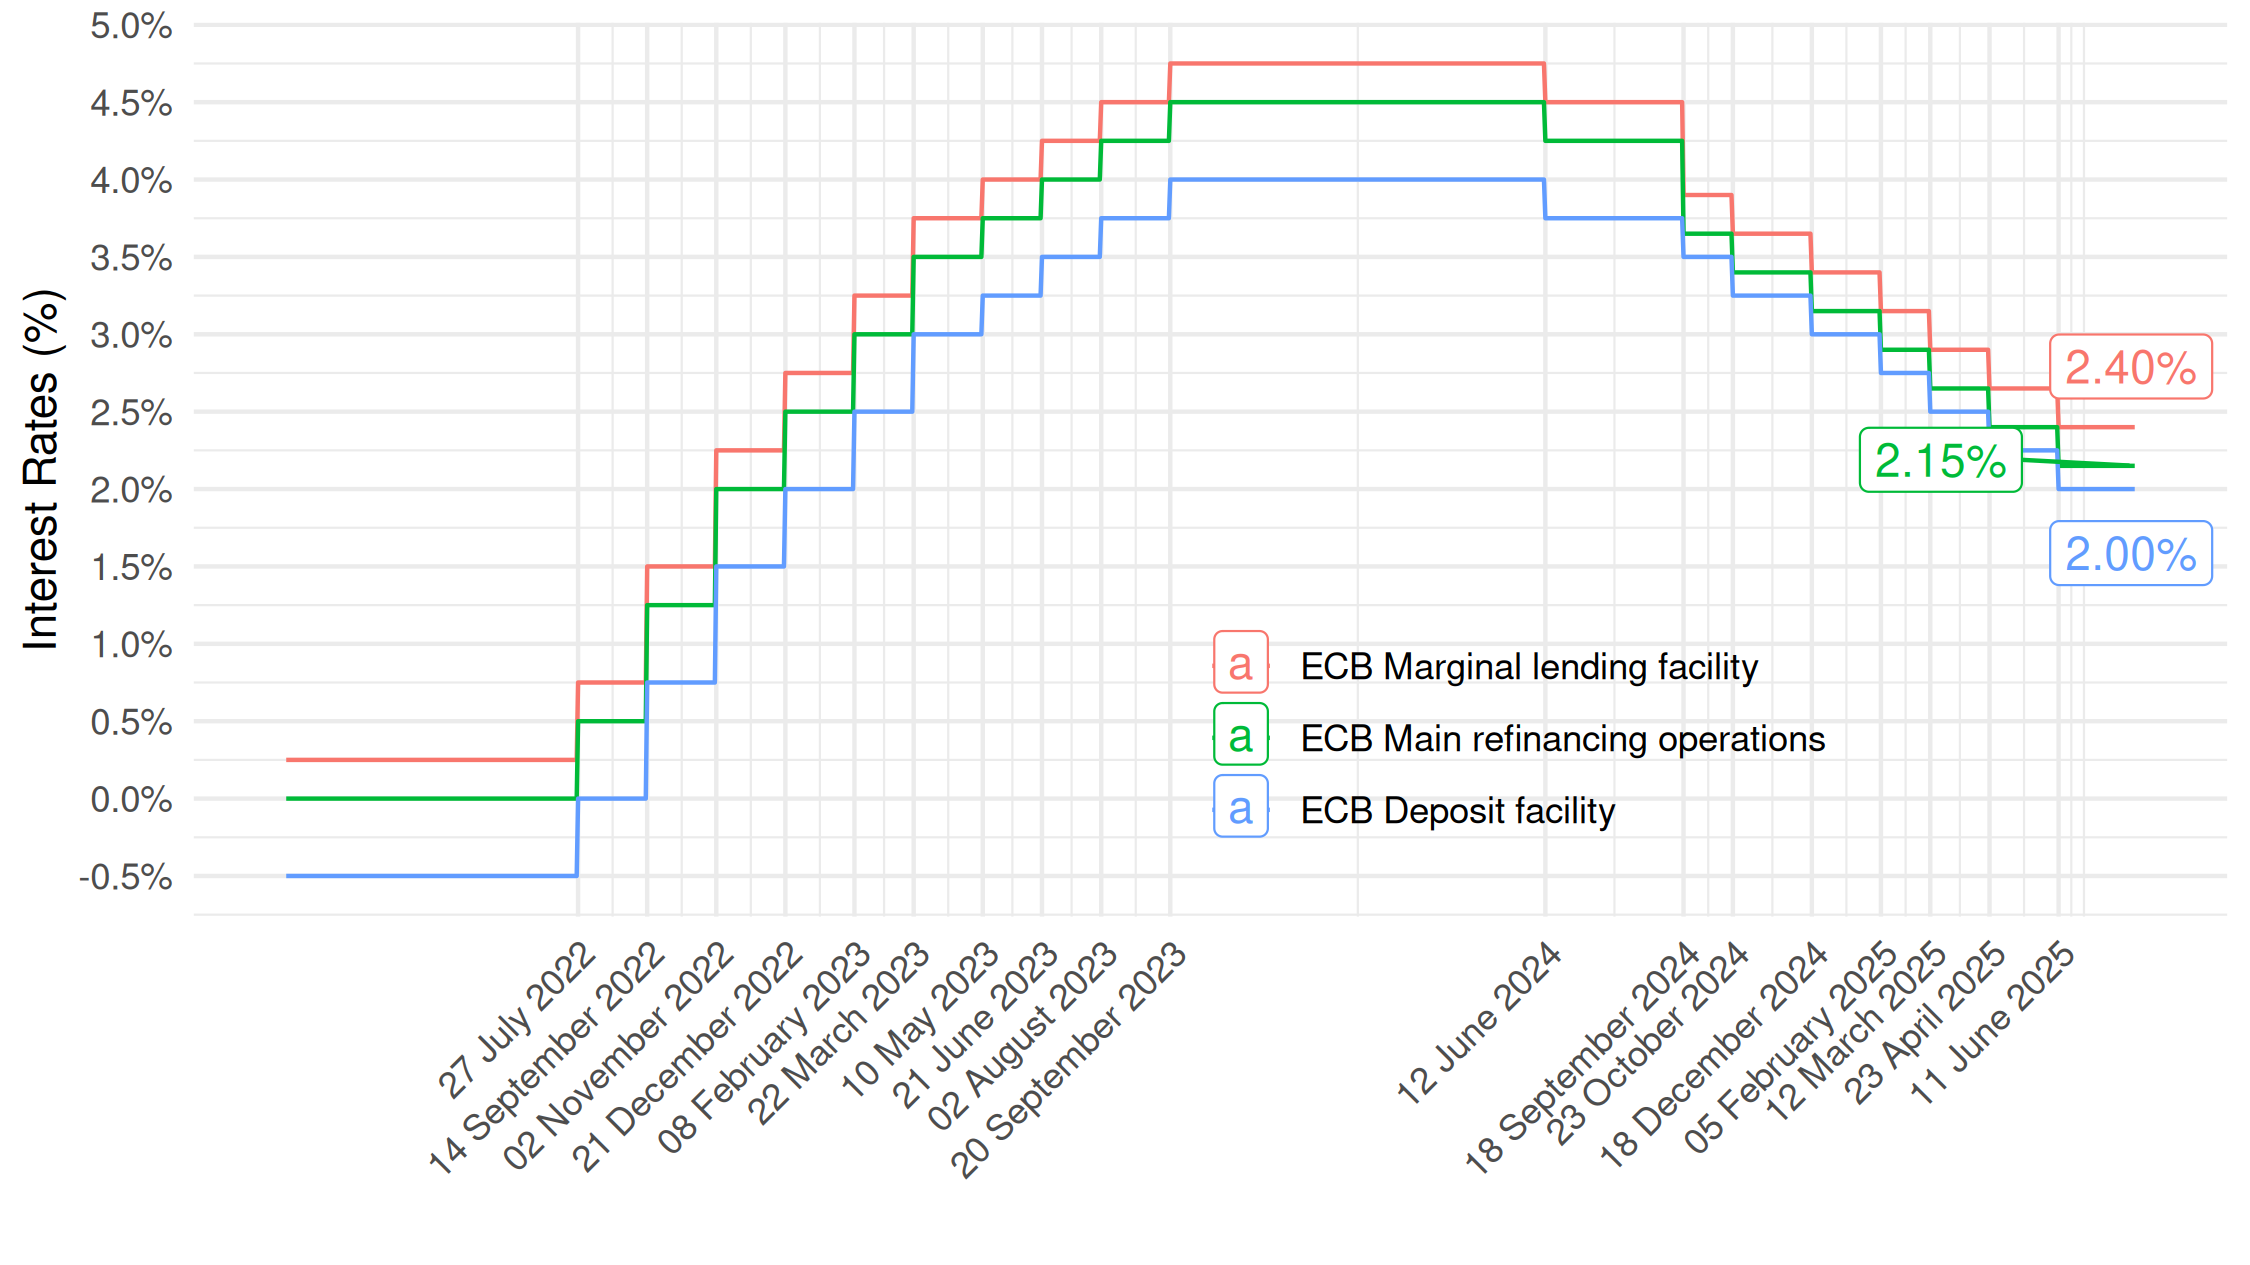 5.0%
4.5%
4.0%
3.5%
3.0%
2.5%
2.0%
1.5%
1.0%
0.5%
0.0%
-0.5%
Interest Rates (%)
2.40%
2.15%
2.00%
a ECB Marginal lending facility
a ECB Main refinancing operations
a ECB Deposit facility
27 July 2022
14 September 2022
02 November 2022
21 December 2022
08 February 2023
22 March 2023
10 May 2023
21 June 2023
02 August 2023
20 September 2023
12 June 2024
18 September 2024
23 October 2024
18 December 2024
05 February 2025
12 March 2025
23 April 2025
11 June 2025